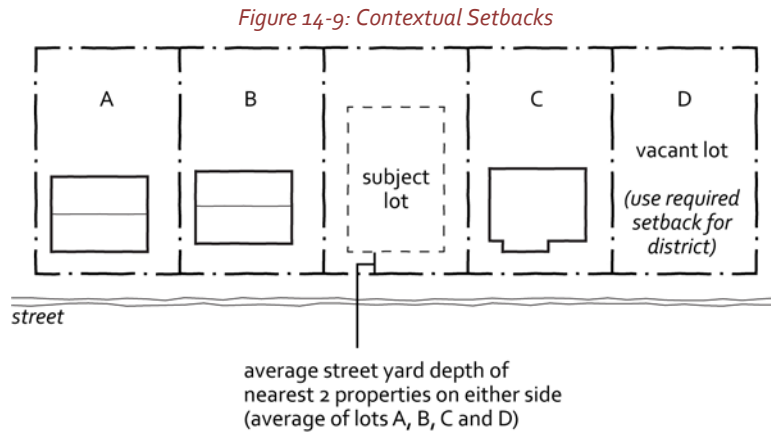 Figure 14-9: Contextual Setbacks
A
B
subject
lot
C
D
vacant lot
(use required
setback for
district)
street
average street yard depth of
nearest 2 properties on either side
(average of lots A, B, C and D)